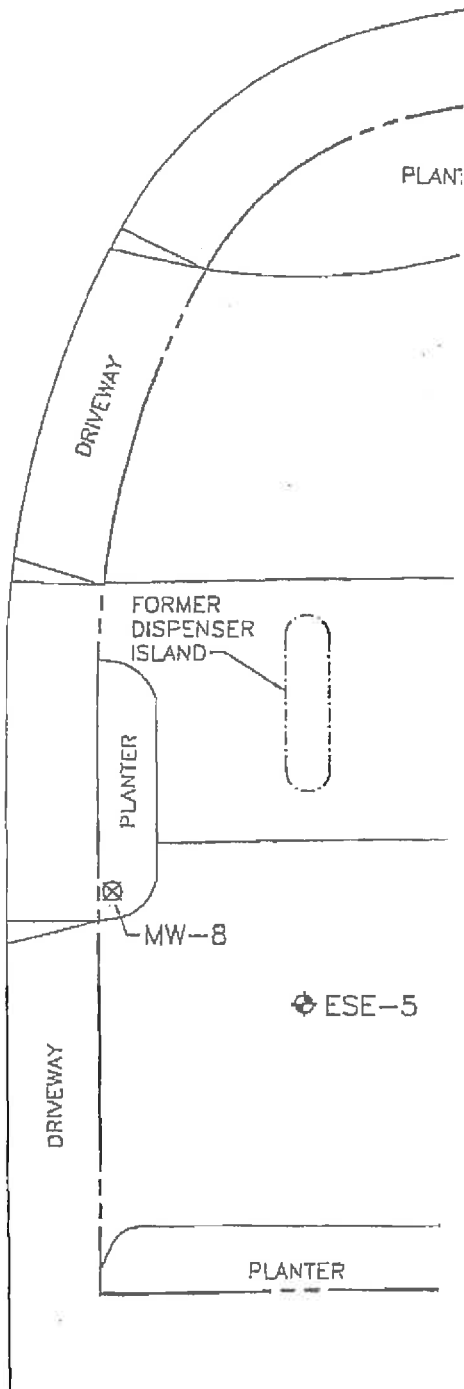 DRIVEWAY
FORMER
DISPENSER
ISLAND
PLANTER
MW-8
ESE-5
DRIVEWAY
PLANTER